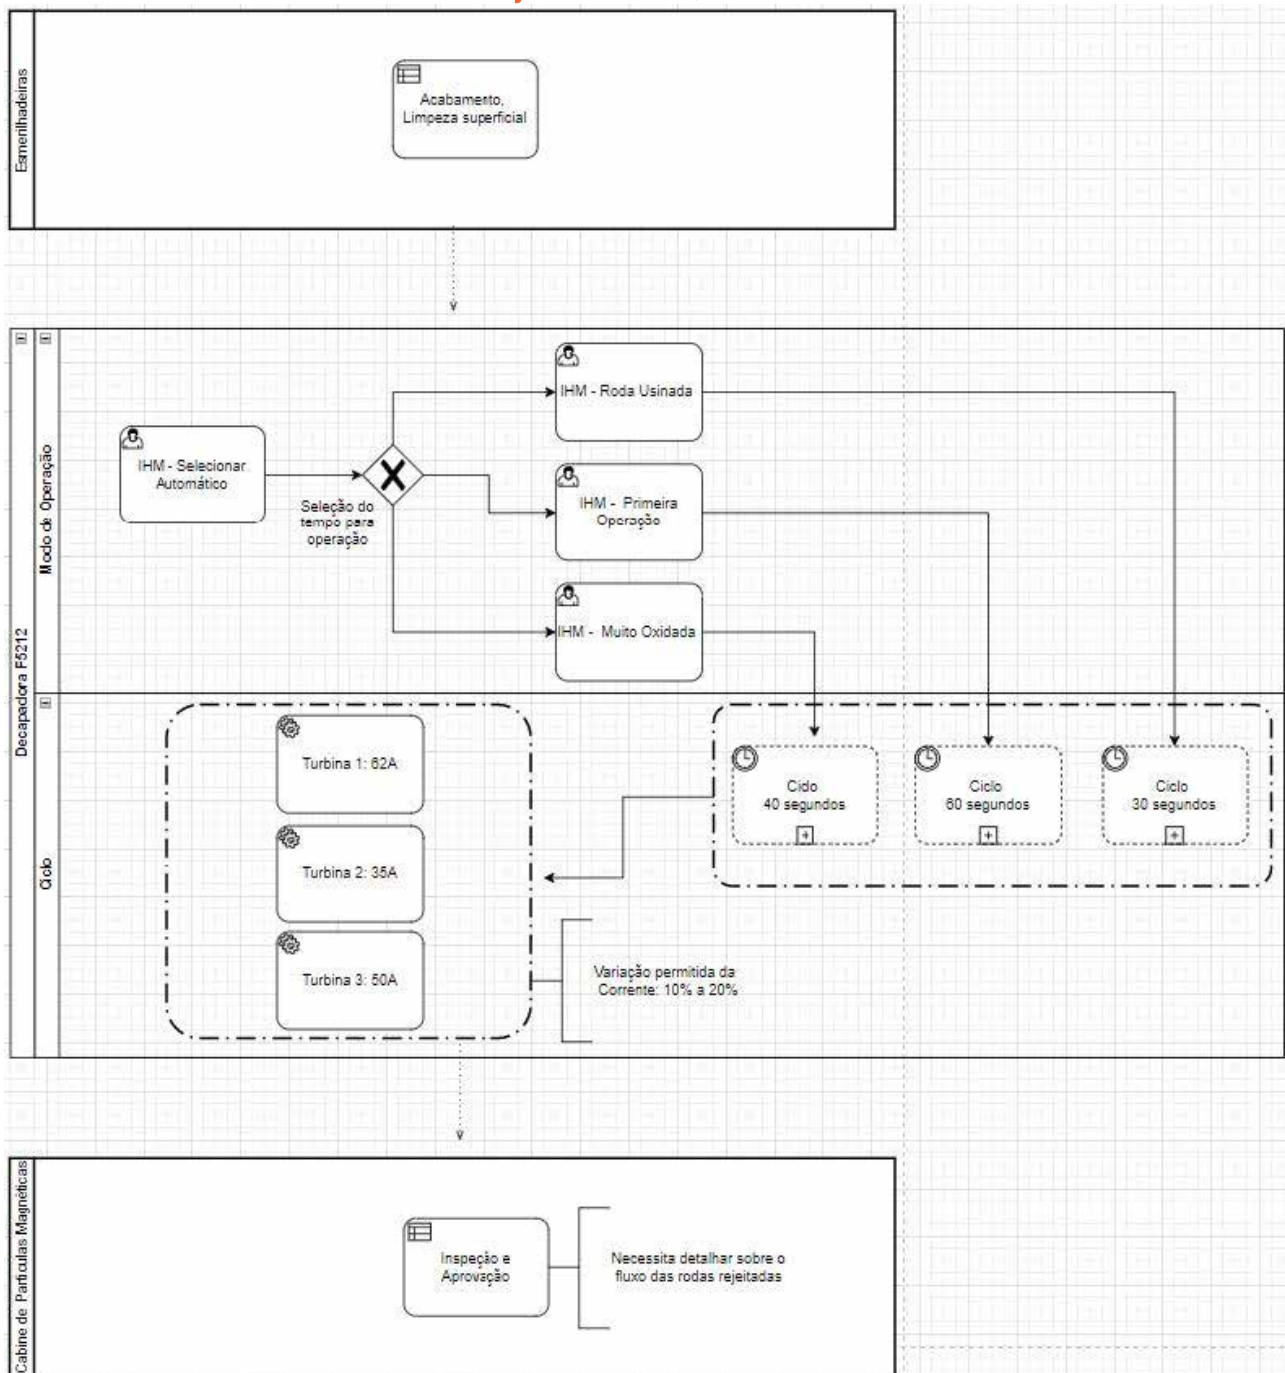 Esmerilhadeiras
Acabamento,
Limpeza superficial
Decapadora F5212
Modo de Operação
IHM - Selecionar
Automático
Seleção do
tempo para
operação
IHM - Roda Usinada
IHM - Primeira
Operação
IHM - Muito Oxidada
Ciclo
Turbina 1: 62A
Turbina 2: 35A
Turbina 3: 50A
Ciclo
40 segundos
Ciclo
60 segundos
Ciclo
30 segundos
Variação permitida da
Corrente: 10% a 20%
Cabine de Partículas Magnéticas
Inspeção e
Aprovação
Necessita detalhar sobre o
fluxo das rodas rejeitadas